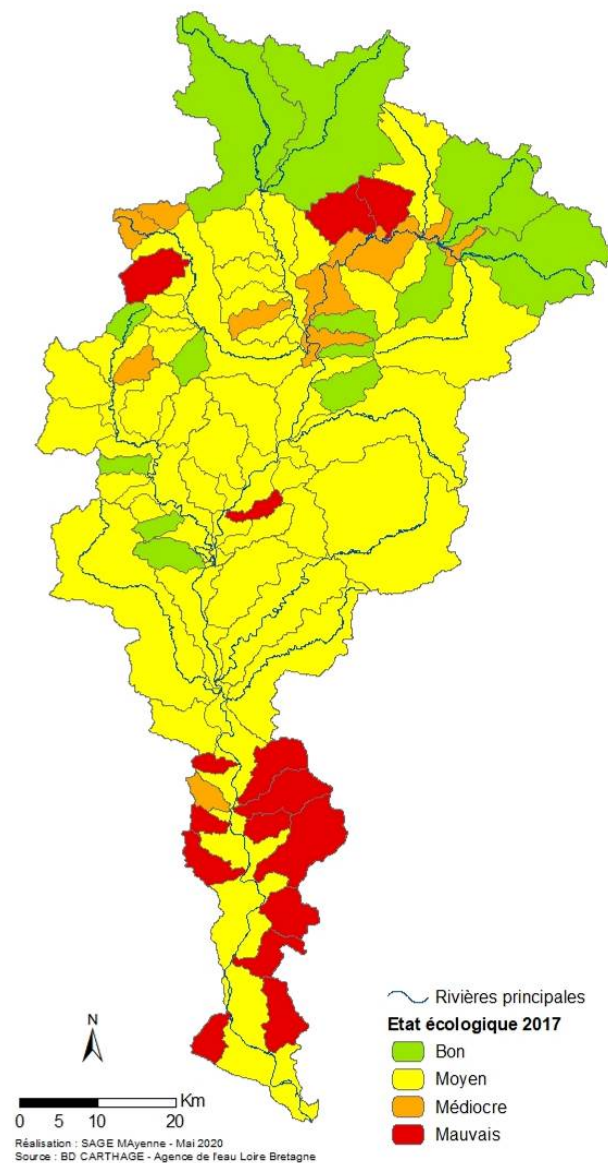 Rivières principales
Etat écologique 2017
Bon
Moyen
Médiocre
Mauvais
N
Km
0 5 10 20
Réalisation : SAGE MAyenne - Mai 2020
Source : BD CARTHAGE - Agence de l'eau Loire Bretagne